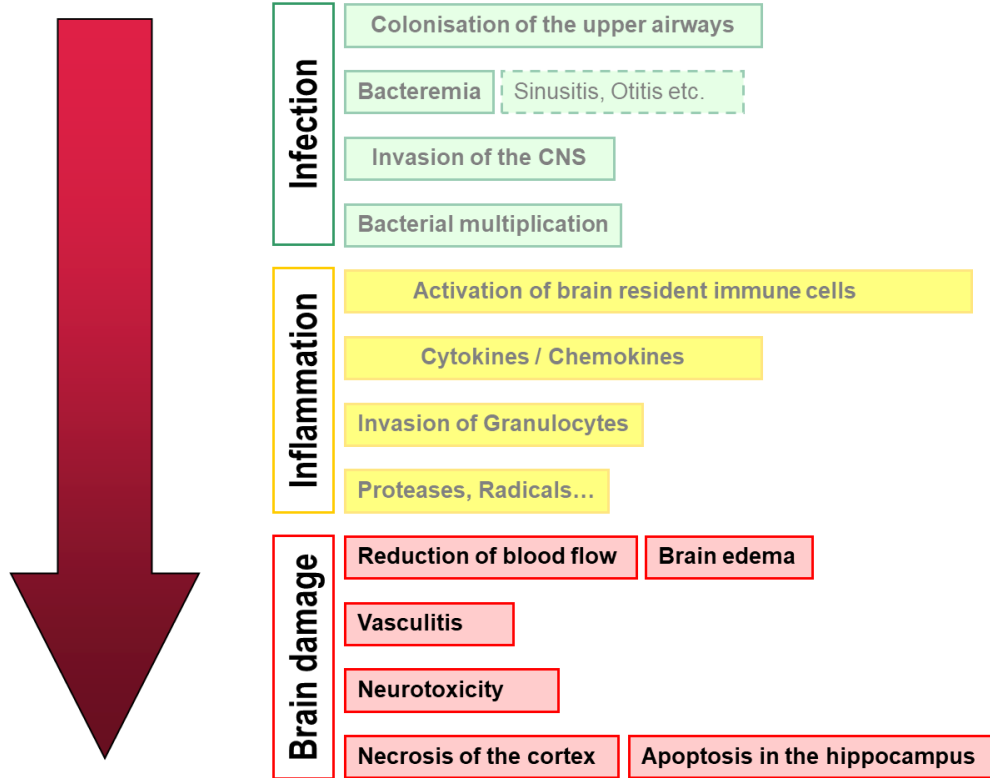 Infection
Colonisation of the upper airways
Bacteremia
Sinusitis, Otitis etc.
Invasion of the CNS
Bacterial multiplication
Inflammation
Activation of brain resident immune cells
Cytokines / Chemokines
Invasion of Granulocytes
Proteases, Radicals…
Brain damage
Reduction of blood flow
Brain edema
Vasculitis
Neurotoxicity
Necrosis of the cortex
Apoptosis in the hippocampus